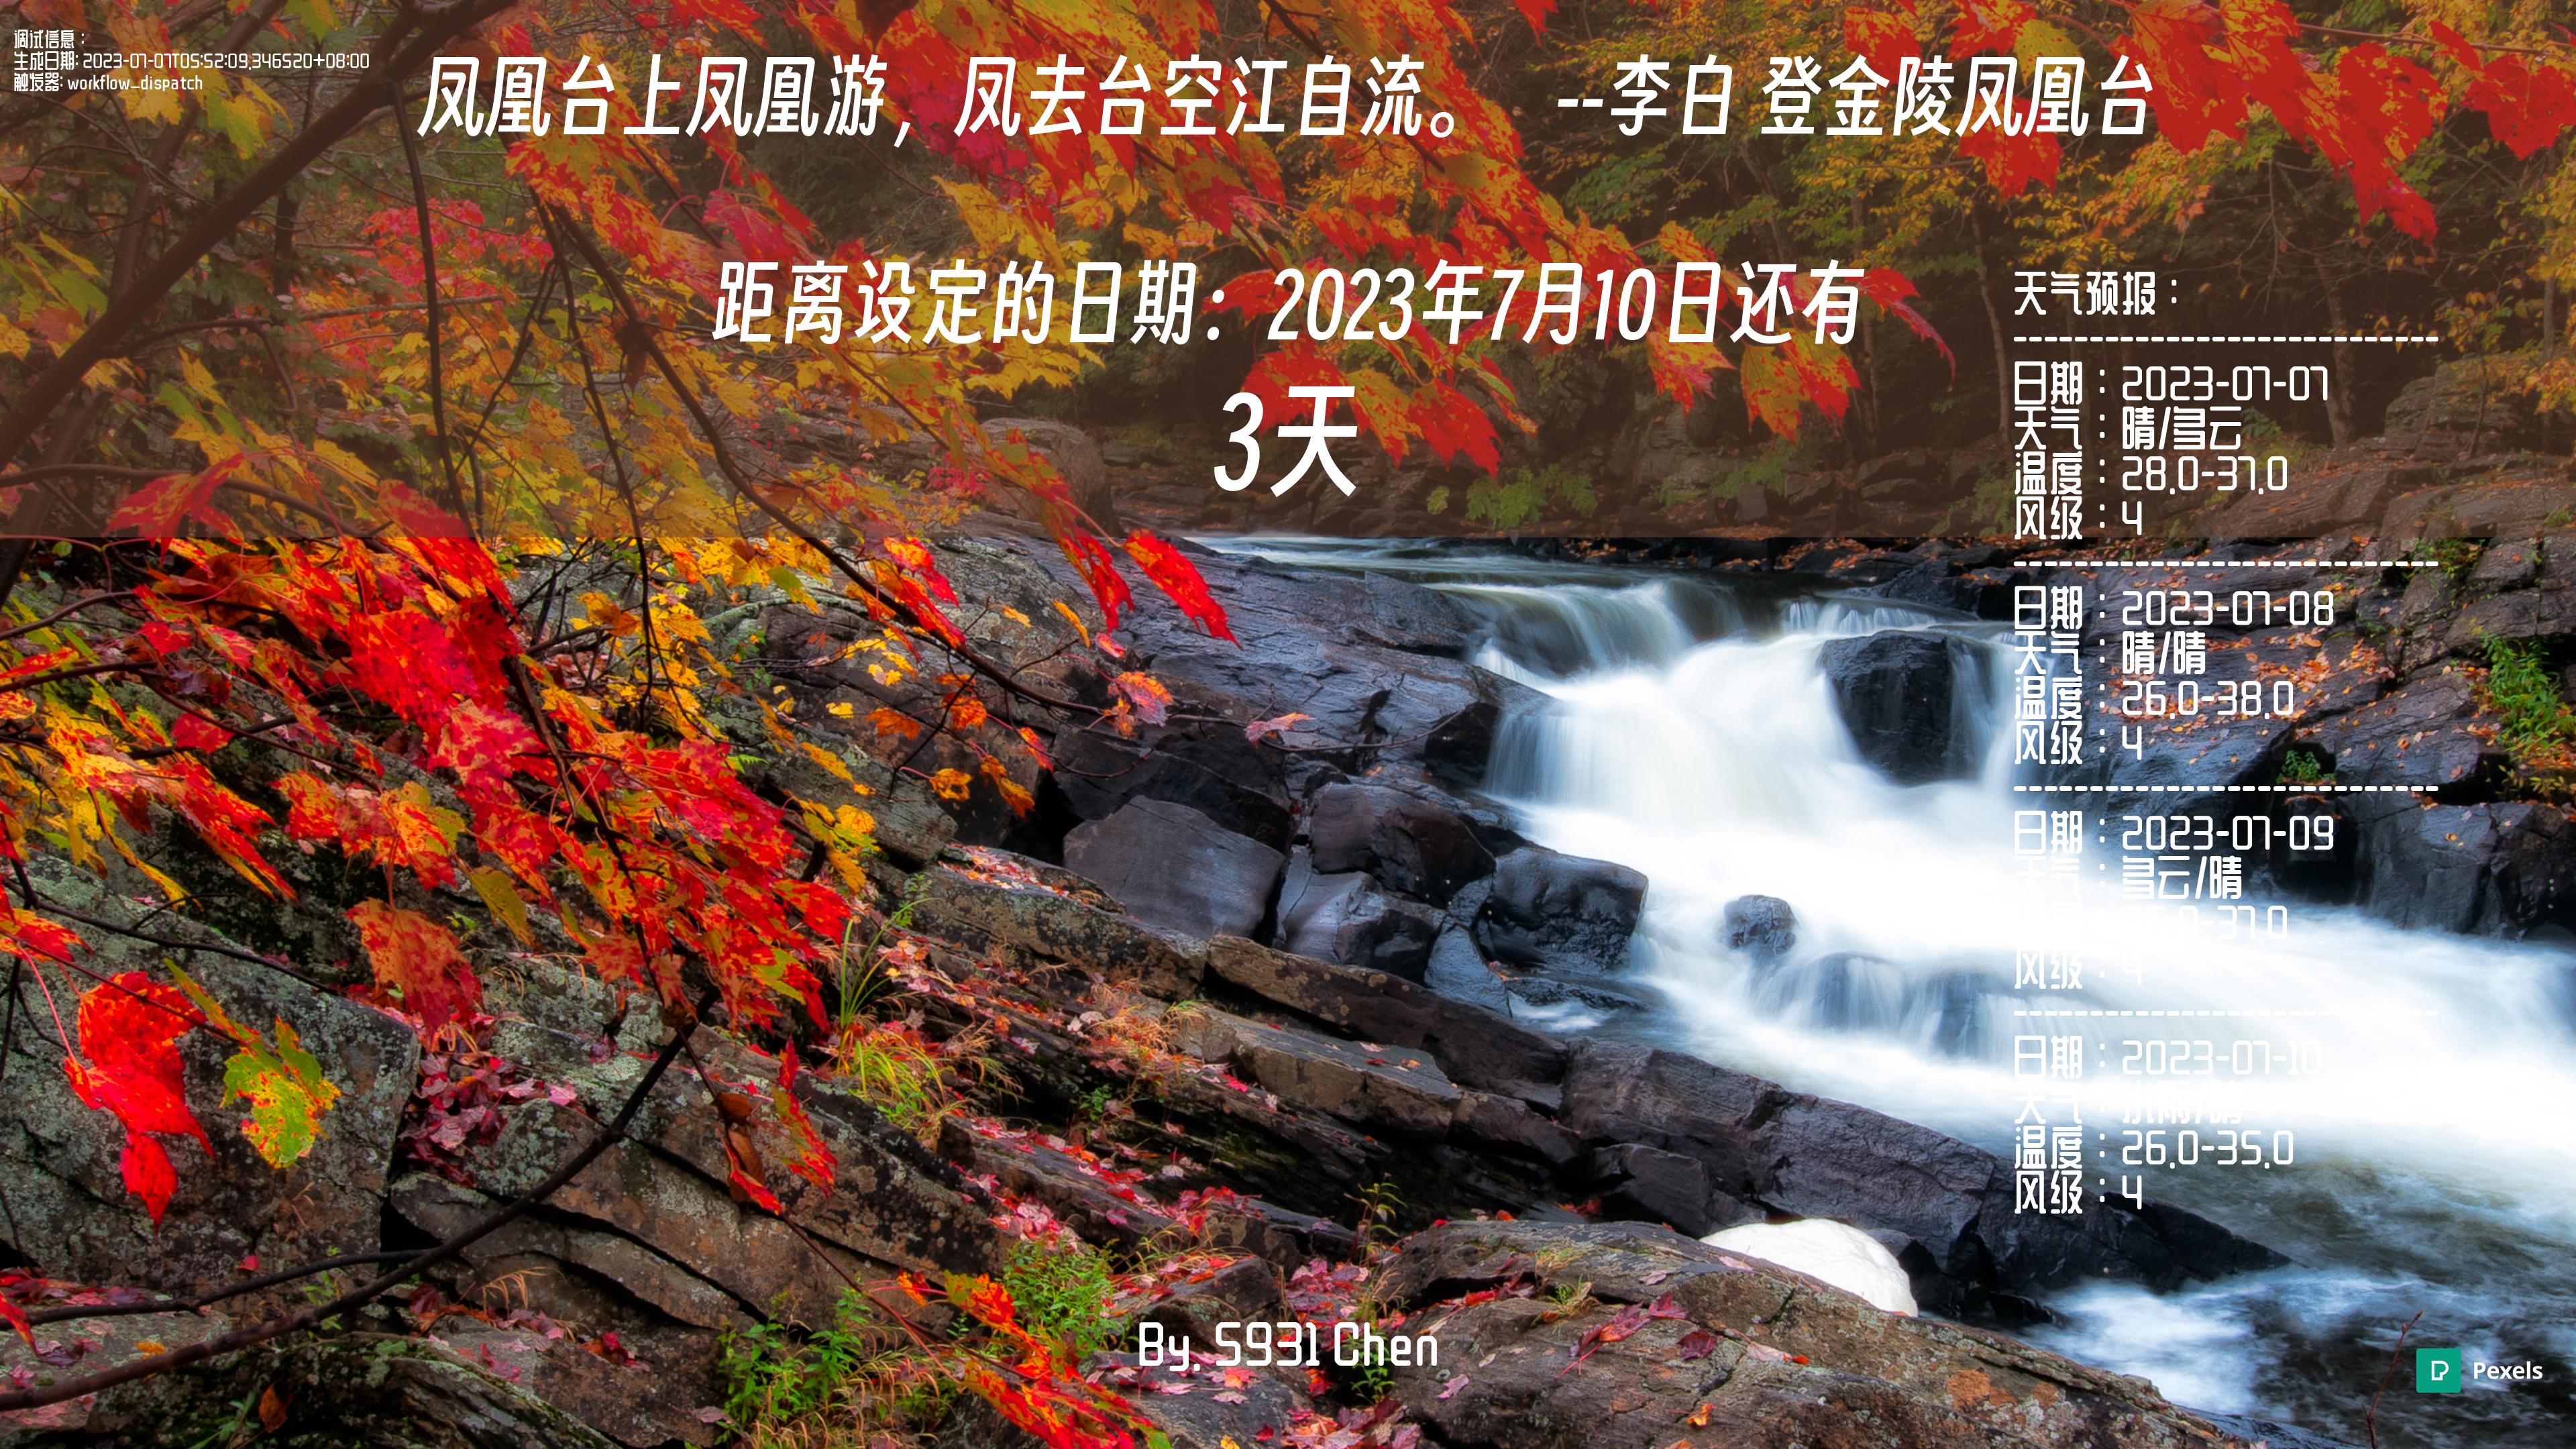 调试信息：
生成日期: 2023-07-07T05:52:09.346520+08:00
触发器: workflow_dispatch
凤凰台上凤凰游，凤去台空江自流。 --李白 登金陵凤凰台
距离设定的日期：2023年7月10日还有
3天
天气预报：
----------------------------
日期：2023-07-07
天气：晴/多云
温度：28.0-37.0
风级：4
----------------------------
日期：2023-07-08
天气：晴/晴
温度：26.0-38.0
风级：4
----------------------------
日期：2023-07-09
天气：多云/晴
-37.0
风级：4
----------------------------
日期：2023-07-10
天气：/晴
温度：26.0-35.0
风级：4
By. S931 Chen
Pexels